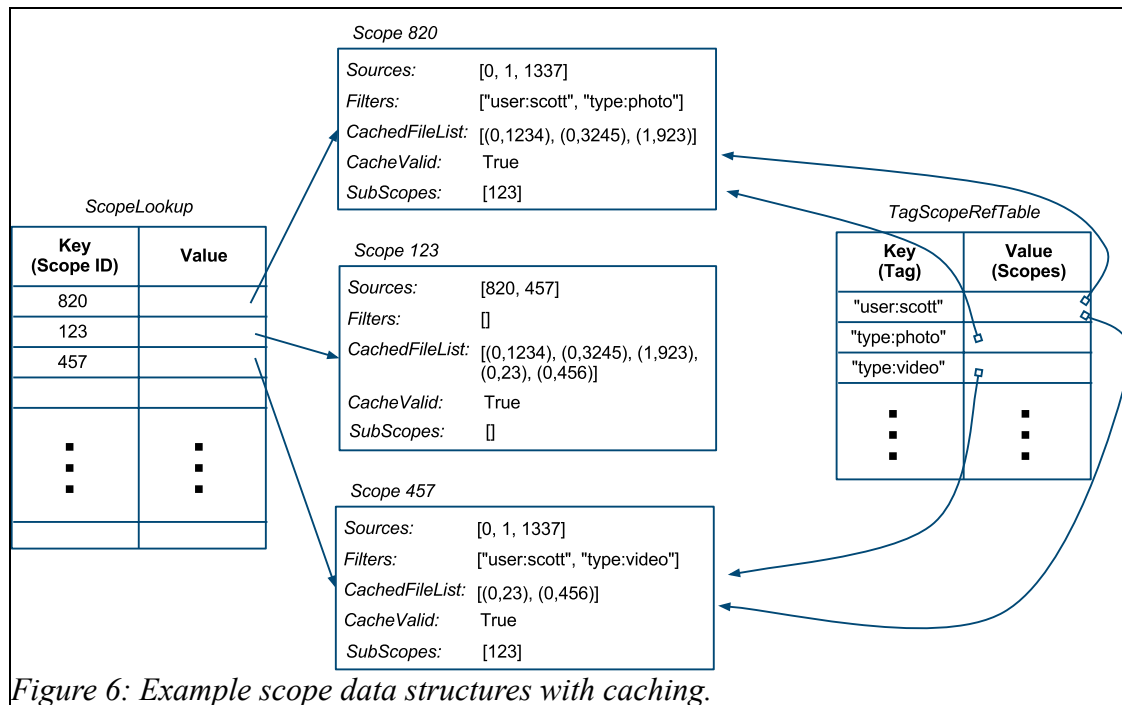 Scope 820
Sources: [0, 1, 1337]
Filters: ["user:scott", "type:photo"]
CachedFileList: [(0,1234), (0,3245), (1,923)]
CacheValid: True
SubScopes: [123]
ScopeLookup
Key (Scope ID) Value
820
123
457
Scope 123
Sources: [820, 457]
Filters: []
CachedFileList: [(0,1234), (0,3245), (1,923),
(0,23), (0,456)]
CacheValid: True
SubScopes: []
Scope 457
Sources: [0, 1, 1337]
Filters: ["user:scott", "type:video"]
CachedFileList: [(0,23), (0,456)]
CacheValid: True
SubScopes: [123]
TagScopeRefTable
Key Value
(Tag) (Scopes)
"user:scott"
"type:photo"
"type:video"
Figure 6: Example scope data structures with caching.